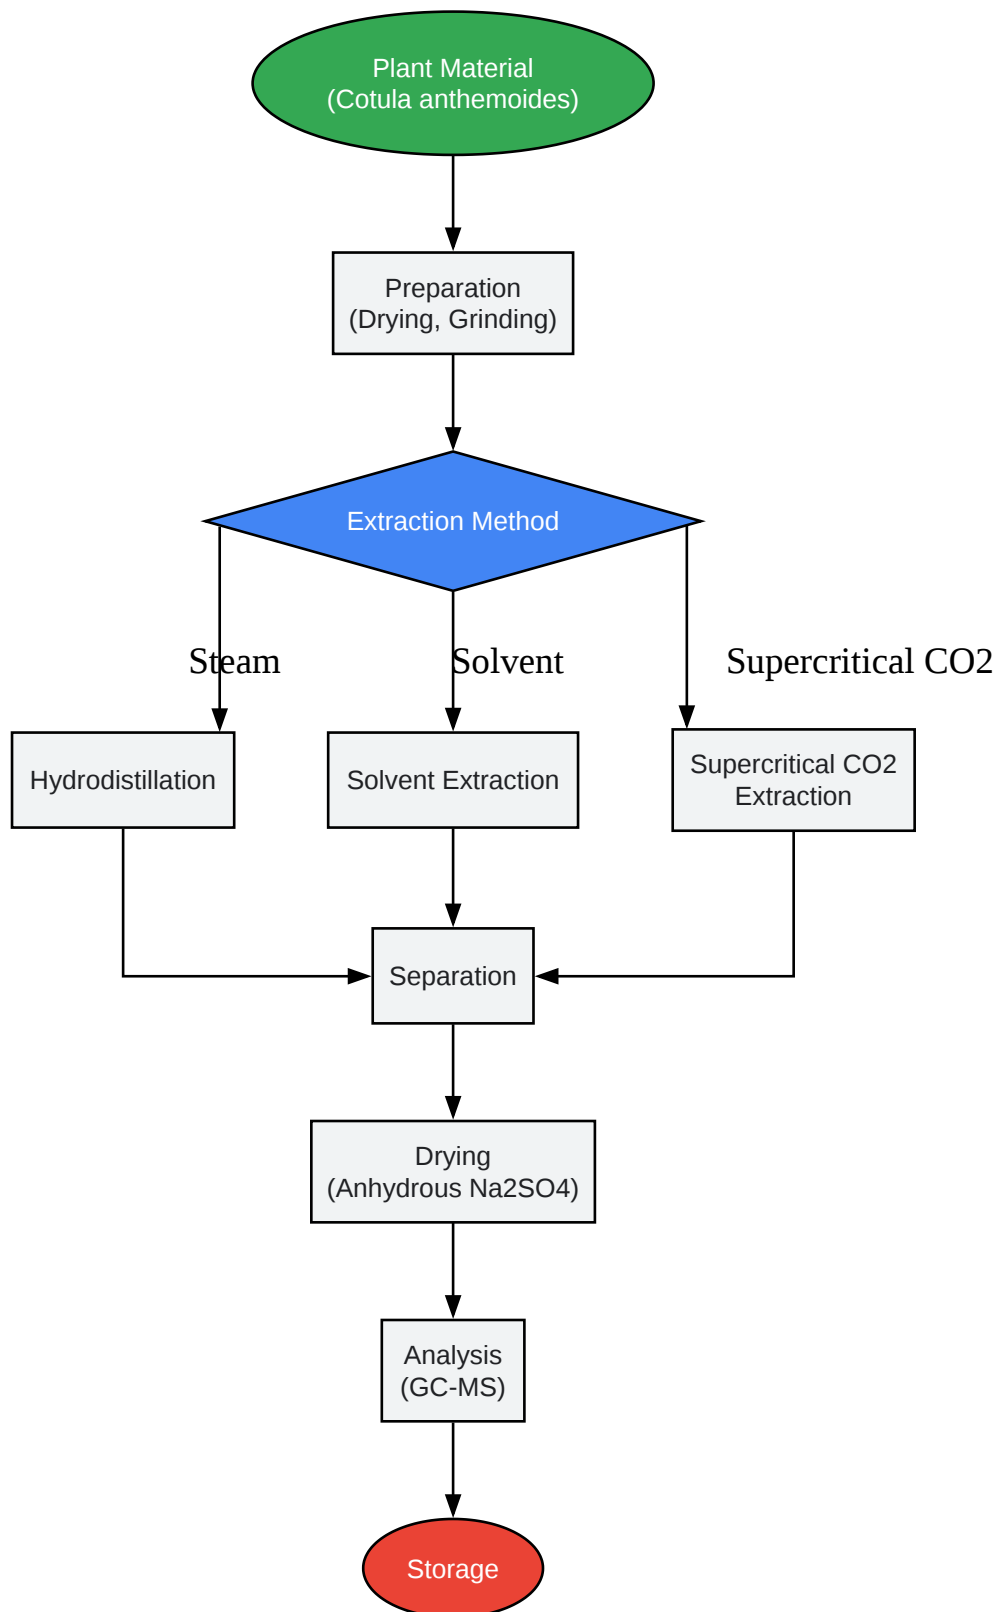 Plant Material
(Cotula anthemoides)
Preparation
(Drying, Grinding)
Extraction Method
Steam
Solvent
Supercritical CO2
Hydrodistillation
Solvent Extraction
Supercritical CO2
Extraction
Separation
Drying
(Anhydrous Na2SO4)
Analysis
(GC-MS)
Storage